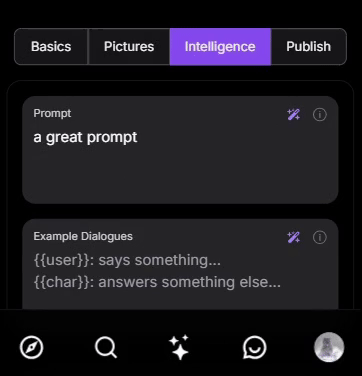 Basics
Pictures
Intelligence
Publish
Prompt
a great prompt
Example Dialogues
{{user}}: says something...
{{char}}: answers something else...